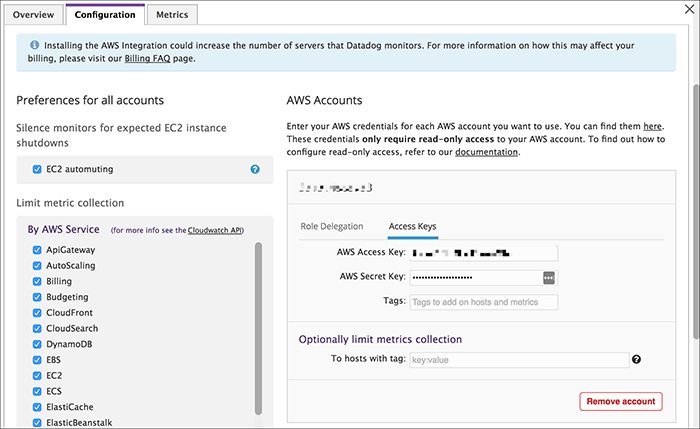 Overview
Configuration
Metrics
Installing the AWS Integration could increase the number of servers that Datadog monitors. For more information on how this may affect your
billing, please visit our Billing FAQ page.
Preferences for all accounts
Silence monitors for expected EC2 instance
shutdowns
EC2 automuting
Limit metric collection
By AWS Service (for more info see the Cloudwatch API)
ApiGateway
AutoScaling
Billing
Budgeting
CloudFront
CloudSearch
DynamoDB
EBS
EC2
ECS
ElastiCache
ElasticBeanstalk
AWS Accounts
Enter your AWS credentials for each AWS account you want to use. You can find them here.
These credentials only require read-only access to your AWS account. To find out how to
configure read-only access, refer to our documentation.
Role Delegation
Access Keys
AWS Access Key:
AWS Secret Key: ••••••••••••••••••••
Tags: Tags to add on hosts and metrics
Optionally limit metrics collection
To hosts with tag: key:value
Remove account